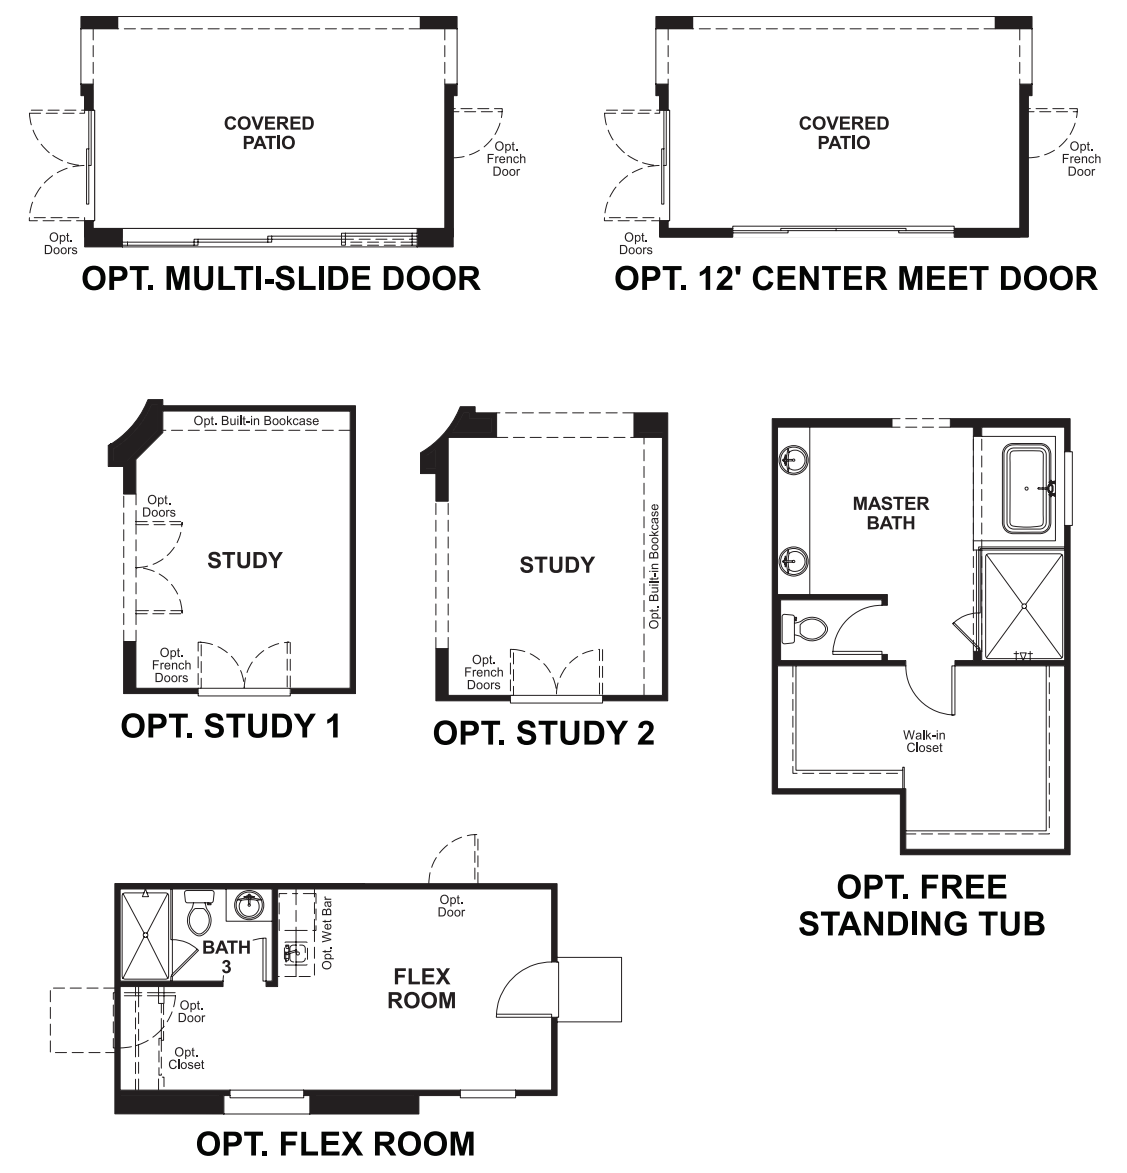 COVERED
PATIO
Opt.
French
Door
Opt.
Doors
OPT. MULTI-SLIDE DOOR
COVERED
PATIO
Opt.
French
Door
Opt.
Doors
OPT. 12' CENTER MEET DOOR
Opt. Built-in Bookcase
Opt.
Doors
STUDY
Opt.
French
Doors
OPT. STUDY 1
STUDY
Opt. Built-in Bookcase
Opt.
French
Doors
OPT. STUDY 2
MASTER
BATH
Walk-in
Closet
OPT. FREE
STANDING TUB
Opt.
Door
Opt. Wet Bar
BATH
3
FLEX
ROOM
Opt.
Door
Opt.
Closet
OPT. FLEX ROOM